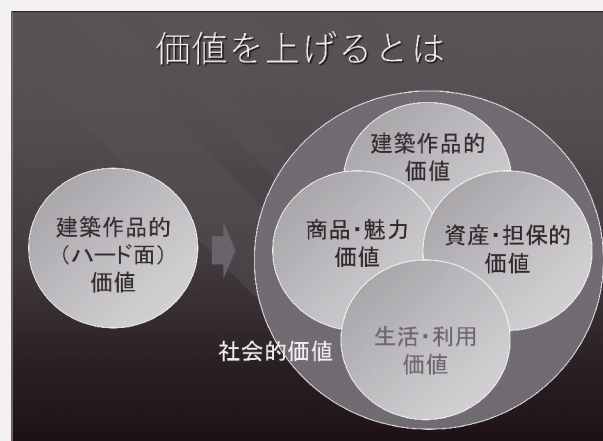 価値を上げるとは
建築作品的
（ハード面）
価値
建築作品的
価値
商品・魅力
価値
資産・担保的
価値
生活・利用
価値
社会的価値